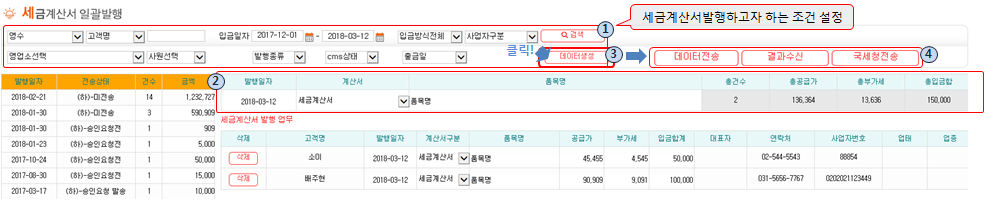 세금계산서 일괄발행
세금계산서발행하고자 하는 조건 설정
영수 고객명 입금일자 2017-12-01 - 2018-03-12 입금방식전체 사업자구분 검색 1
영업소선택 사원선택 발행종류 cms상태 출금일 클릭! 데이터생성 3 데이터전송 결과수신 국세청전송 4
발행일자 전송상태 건수 금액 2 발행일자 계산서 품목명 총건수 총공급가 총부가세 총입금합
2018-02-21 (하)-미전송 14 1,232,727 2018-03-12 세금계산서 품목명 2 136,364 13,636 150,000
2018-01-30 (하)-미전송 3 590,909
세금계산서 발행 업무
2018-01-30 (하)-승인요청전 1 909
삭제 고객명 발행일자 계산서구분 품목명 공급가 부가세 입금합계 대표자 연락처 사업자번호 업태 업종
2018-01-23 (하)-승인요청전 1 5,000
2017-10-24 (하)-승인요청전 1 50,000 삭제 소미 2018-03-12 세금계산서 품목명 45,455 4,545 50,000 02-544-5543 88854
2017-08-30 (하)-승인요청전 1 15,000 삭제 배주현 2018-03-12 세금계산서 품목명 90,909 9,091 100,000 031-5656-7767 0202021123449
2017-03-17 (하)-승인요청 발송 1 10,000